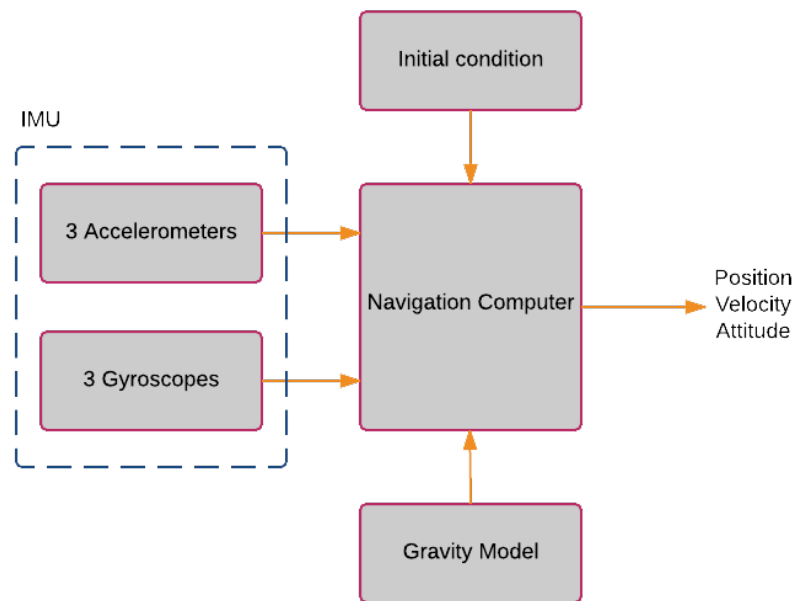 Initial condition
IMU
3 Accelerometers
Navigation Computer
Position
Velocity
Attitude
3 Gyroscopes
Gravity Model